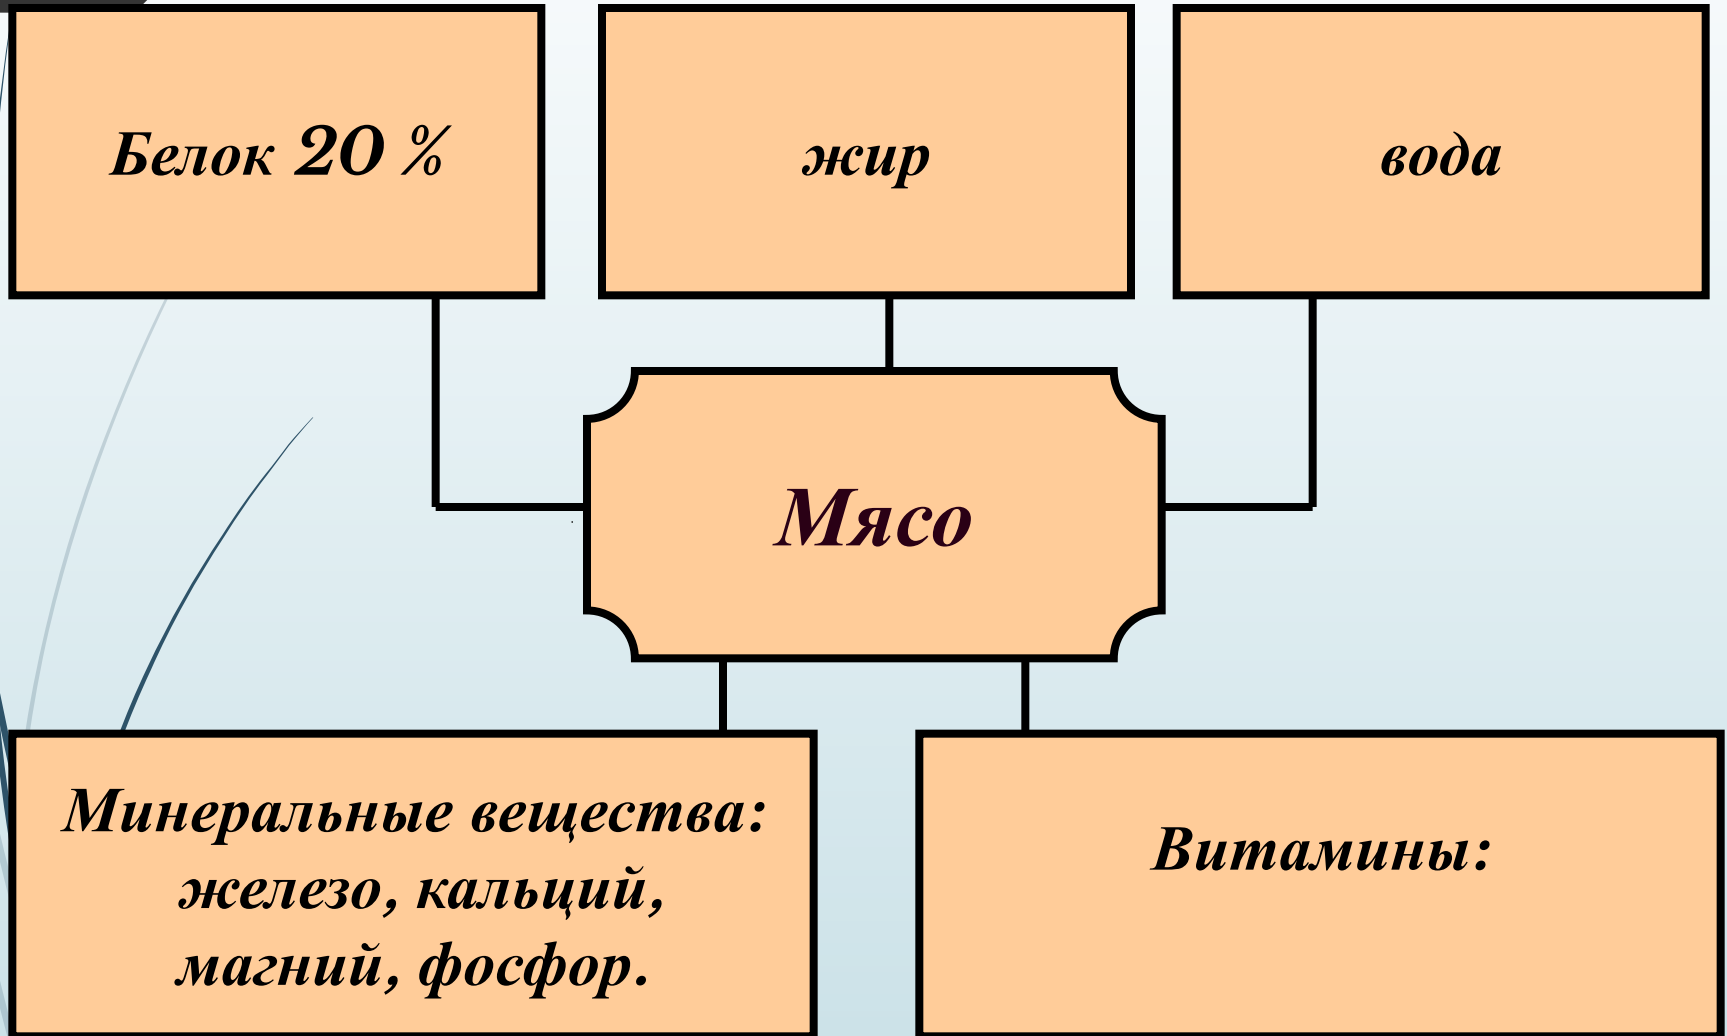 Белок 20 %
жир
вода
Мясо
Минеральные вещества:
железо, кальций,
магний, фосфор.
Витамины: